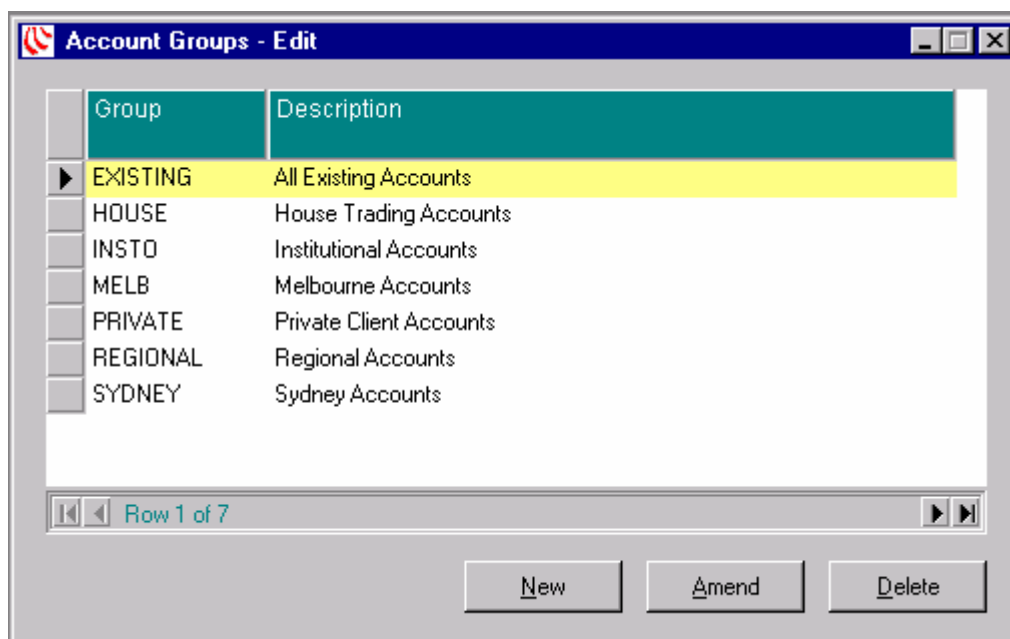 Account Groups - Edit
Group Description
EXISTING All Existing Accounts
HOUSE House Trading Accounts
INSTO Institutional Accounts
MELB Melbourne Accounts
PRIVATE Private Client Accounts
REGIONAL Regional Accounts
SYDNEY Sydney Accounts
Row 1 of 7
New Amend Delete